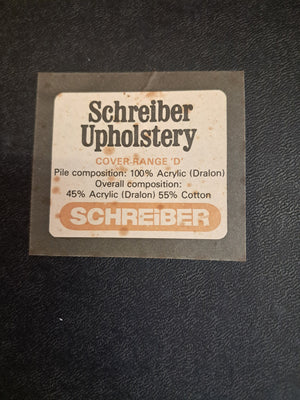 Schreiber
Upholstery
COVER RANGE 'D'
Pile composition: 100% Acrylic (Dralon)
Overall composition:
45% Acrylic (Dralon) 55% Cotton
SCHREIBER